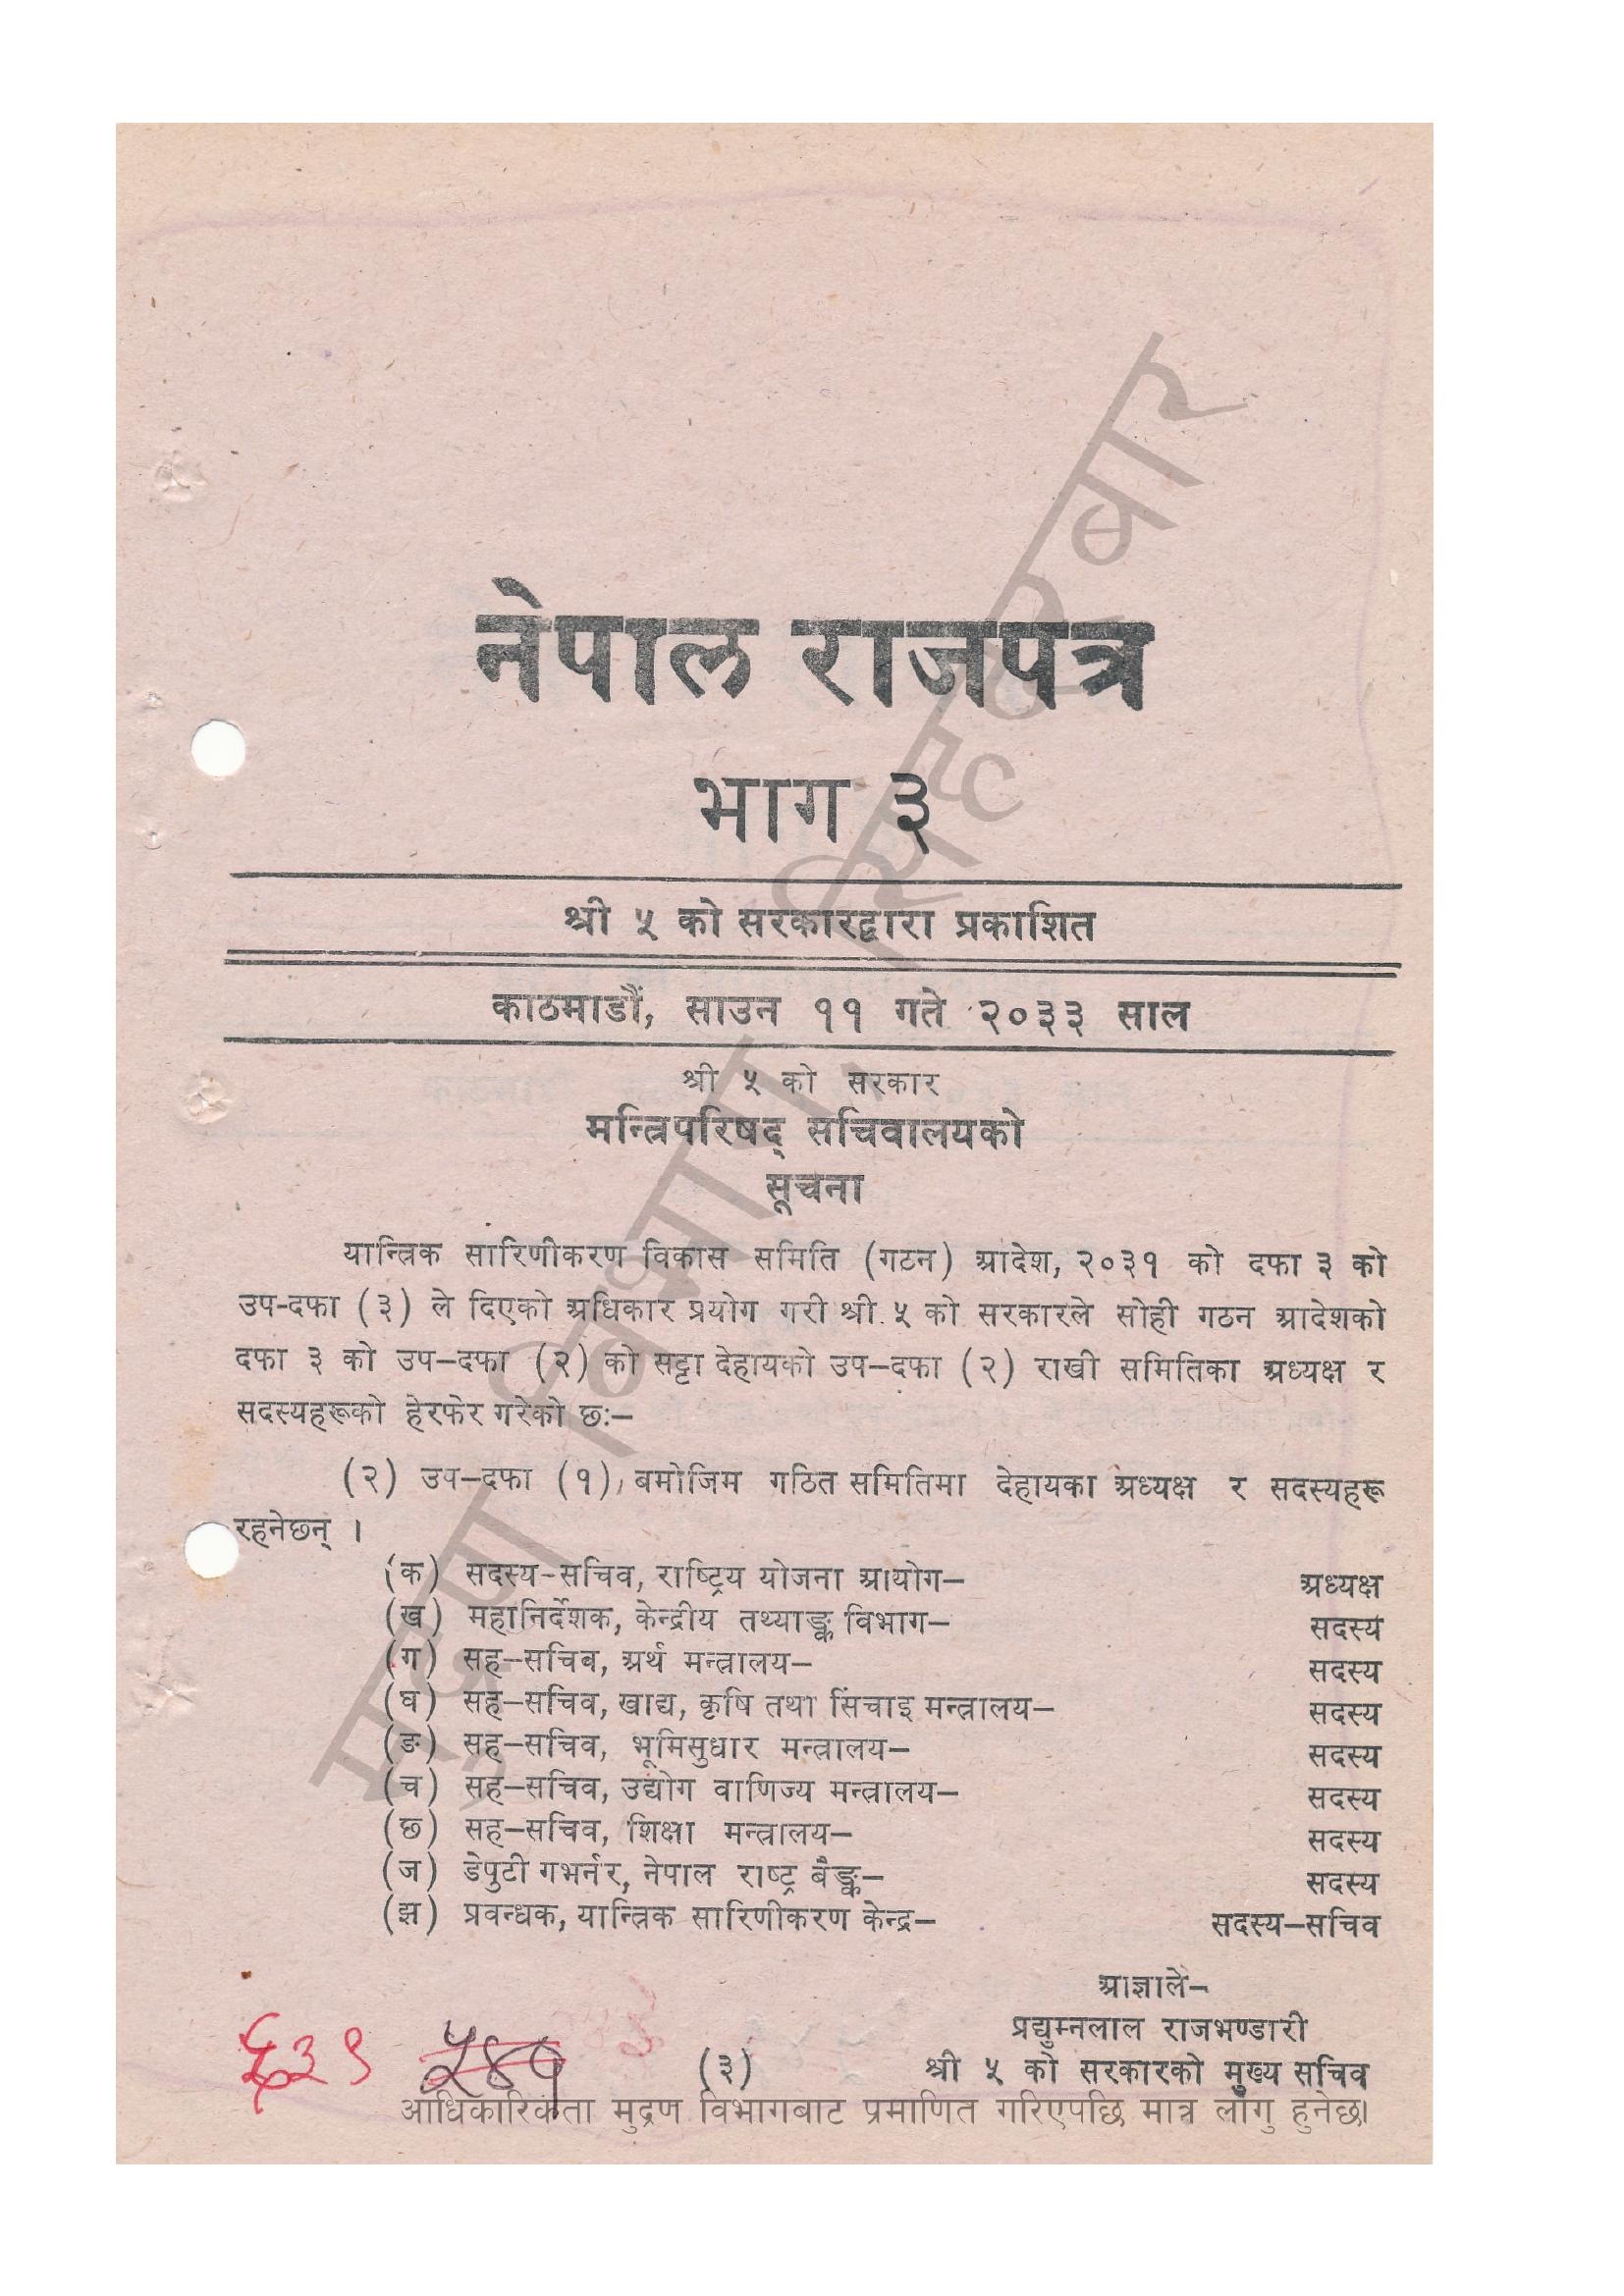 नेपाल राजपत्र
भाग ३
श्री ५ को सरकारद्वारा प्रकाशित
काठमाडौं, साउन ११ गते २०३३ साल
श्री ५ को सरकार
मन्त्रिपरिषद् सचिवालयको
सूचना
यान्त्रिक सारिणीकरण विकास समिति (गठन) आदेश, २०३१ को दफा ३ को
उप-दफा (३) ले दिएको अधिकार प्रयोग गरी श्री ५ को सरकारले सोही गठन आदेशको
दफा ३ को उप–दफा (२) को सट्टा देहायको उप–दफा (२) राखी समितिका अध्यक्ष र
सदस्यहरूको हेरफेर गरेको छः–
(२) उप–दफा (१) बमोजिम गठित समितिमा देहायका अध्यक्ष र सदस्यहरू
रहनेछन् ।
(क) सदस्य-सचिव, राष्ट्रिय योजना आयोग– अध्यक्ष
(ख) महानिर्देशक, केन्द्रीय तथ्याङ्क विभाग– सदस्य
(ग) सह–सचिव, अर्थ मन्त्रालय– सदस्य
(घ) सह–सचिव, खाद्य, कृषि तथा सिंचाइ मन्त्रालय– सदस्य
(ङ) सह–सचिव, भूमिसुधार मन्त्रालय– सदस्य
(च) सह–सचिव, उद्योग वाणिज्य मन्त्रालय– सदस्य
(छ) सह–सचिव, शिक्षा मन्त्रालय– सदस्य
(ज) डेपुटी गभर्नर, नेपाल राष्ट्र बैङ्क– सदस्य
(झ) प्रवन्धक, यान्त्रिक सारिणीकरण केन्द्र– सदस्य–सचिव
आज्ञाले–
प्रद्युम्नलाल राजभण्डारी
(३) श्री ५ को सरकारको मुख्य सचिव
६३९ ५४१
आधिकारिकता मुद्रण विभागबाट प्रमाणित गरिएपछि मात्र लागु हुनेछ।
मुद्रण विभाग, सिंहदरबार